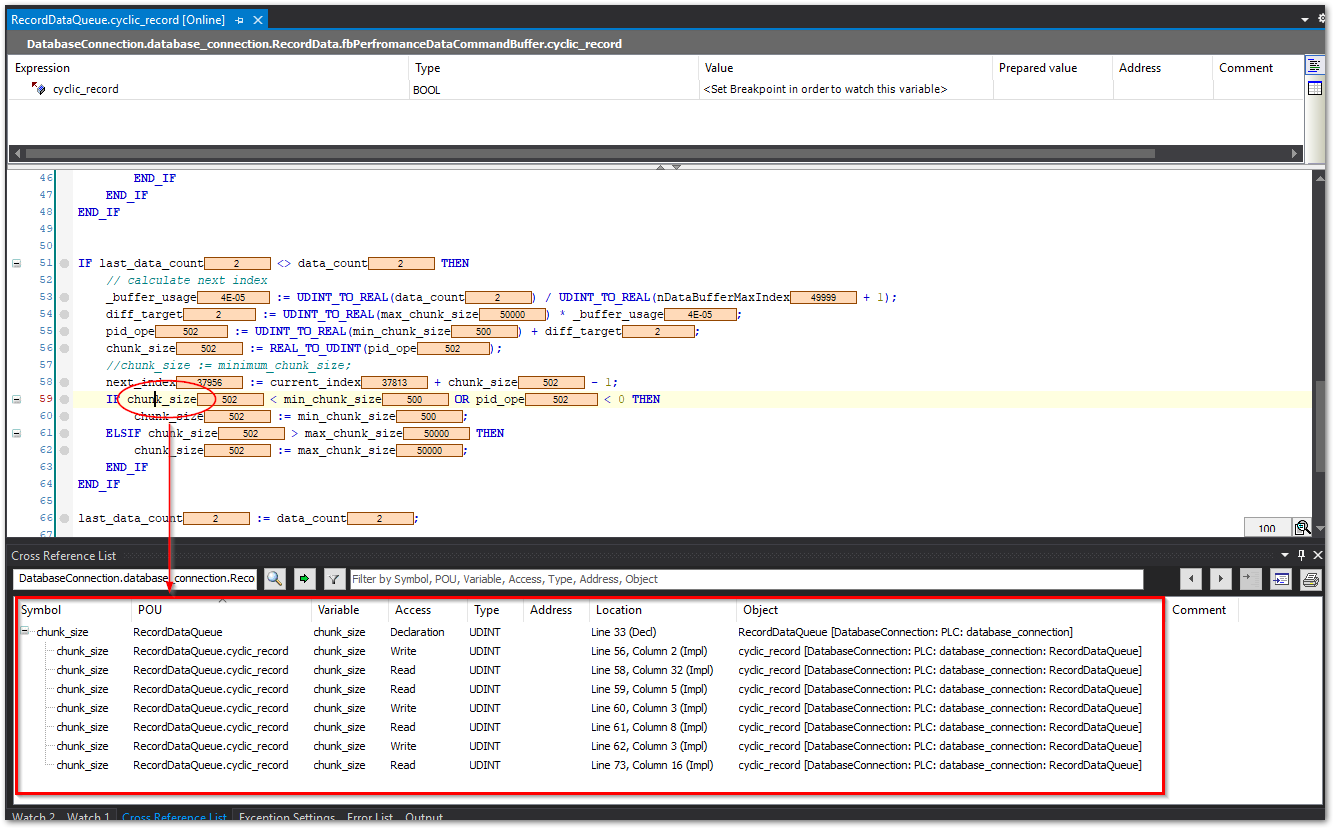 RecordDataQueue.cyclic_record [Online]
DatabaseConnection.database_connection.RecordData.fbPerfromanceDataCommandBuffer.cyclic_record
Expression Type Value Prepared value Address Comment
cyclic_record BOOL <Set Breakpoint in order to watch this variable>
46 END_IF
47 END_IF
48 END_IF
49
50
51 IF last_data_count 2 <> data_count 2 THEN
52 // calculate next index
53 _buffer_usage 4E-05 := UDINT_TO_REAL(data_count 2 ) / UDINT_TO_REAL(nDataBufferMaxIndex 49999 + 1);
54 diff_target 2 := UDINT_TO_REAL(max_chunk_size 50000 ) * _buffer_usage 4E-05 ;
55 pid_ope 502 := UDINT_TO_REAL(min_chunk_size 500 ) + diff_target 2 ;
56 chunk_size 502 := REAL_TO_UDINT(pid_ope 502 );
57 //chunk_size := minimum_chunk_size;
58 next_index 37956 := current_index 37813 + chunk_size 502 - 1;
59 IF chunk_size 502 < min_chunk_size 500 OR pid_ope 502 < 0 THEN
60 chunk_size 502 := min_chunk_size 500 ;
61 ELSIF chunk_size 502 > max_chunk_size 50000 THEN
62 chunk_size 502 := max_chunk_size 50000 ;
63 END_IF
64 END_IF
65
66 last_data_count 2 := data_count 2 ;
67
100
Cross Reference List
DatabaseConnection.database_connection.Reco Filter by Symbol, POU, Variable, Access, Type, Address, Object
Symbol POU Variable Access Type Address Location Object Comment
chunk_size RecordDataQueue chunk_size Declaration UDINT Line 33 (Decl) RecordDataQueue [DatabaseConnection: PLC: database_connection]
chunk_size RecordDataQueue.cyclic_record chunk_size Write UDINT Line 56, Column 2 (Impl) cyclic_record [DatabaseConnection: PLC: database_connection: RecordDataQueue]
chunk_size RecordDataQueue.cyclic_record chunk_size Read UDINT Line 58, Column 32 (Impl) cyclic_record [DatabaseConnection: PLC: database_connection: RecordDataQueue]
chunk_size RecordDataQueue.cyclic_record chunk_size Read UDINT Line 59, Column 5 (Impl) cyclic_record [DatabaseConnection: PLC: database_connection: RecordDataQueue]
chunk_size RecordDataQueue.cyclic_record chunk_size Write UDINT Line 60, Column 3 (Impl) cyclic_record [DatabaseConnection: PLC: database_connection: RecordDataQueue]
chunk_size RecordDataQueue.cyclic_record chunk_size Read UDINT Line 61, Column 8 (Impl) cyclic_record [DatabaseConnection: PLC: database_connection: RecordDataQueue]
chunk_size RecordDataQueue.cyclic_record chunk_size Write UDINT Line 62, Column 3 (Impl) cyclic_record [DatabaseConnection: PLC: database_connection: RecordDataQueue]
chunk_size RecordDataQueue.cyclic_record chunk_size Read UDINT Line 73, Column 16 (Impl) cyclic_record [DatabaseConnection: PLC: database_connection: RecordDataQueue]
Watch 2 Watch 1 Cross Reference List Exception Settings Error List Output